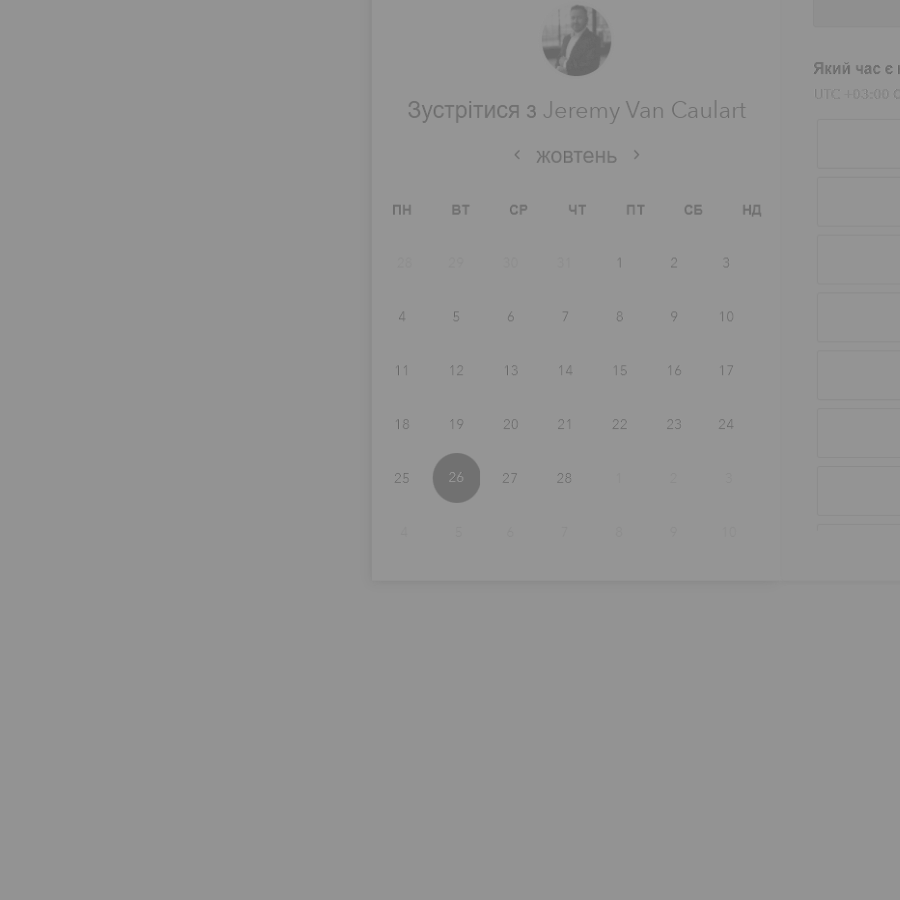 Зустрітися з Jeremy Van Caulart
‹ жовтень ›
ПН ВТ СР ЧТ ПТ СБ НД
28 29 30 31 1 2 3
4 5 6 7 8 9 10
11 12 13 14 15 16 17
18 19 20 21 22 23 24
25 26 27 28 1 2 3
4 5 6 7 8 9 10
Який час є
UTC +03:00